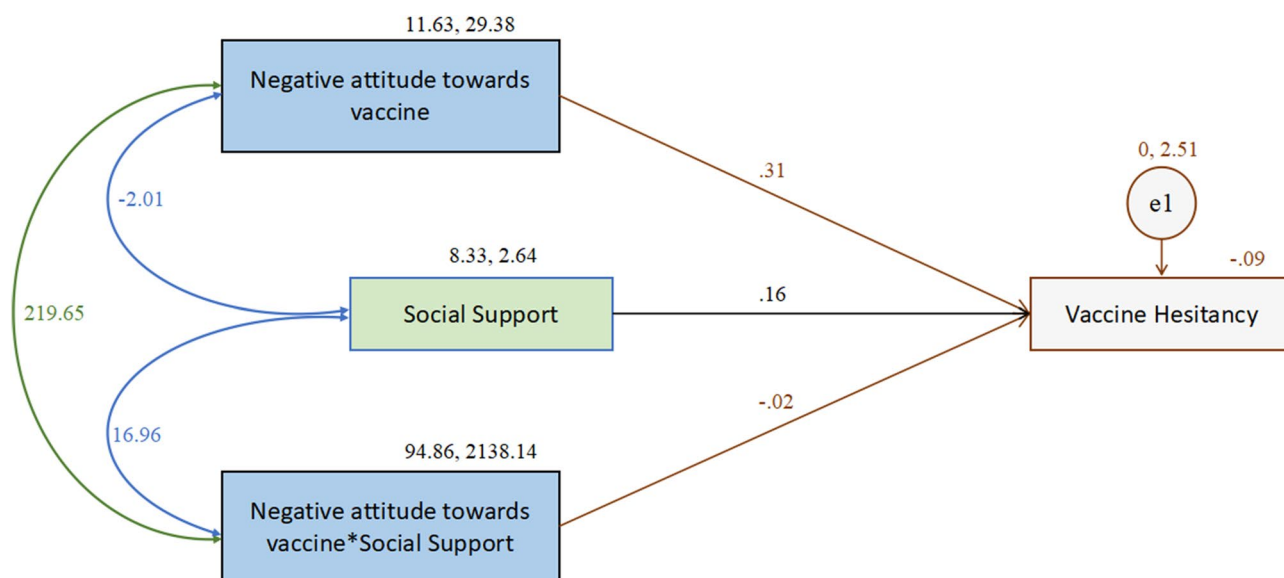 11.63, 29.38
Negative attitude towards
vaccine
.31
0, 2.51
e1
-2.01
8.33, 2.64
-.09
219.65
Social Support
.16
Vaccine Hesitancy
-.02
16.96
94.86, 2138.14
Negative attitude towards
vaccine*Social Support